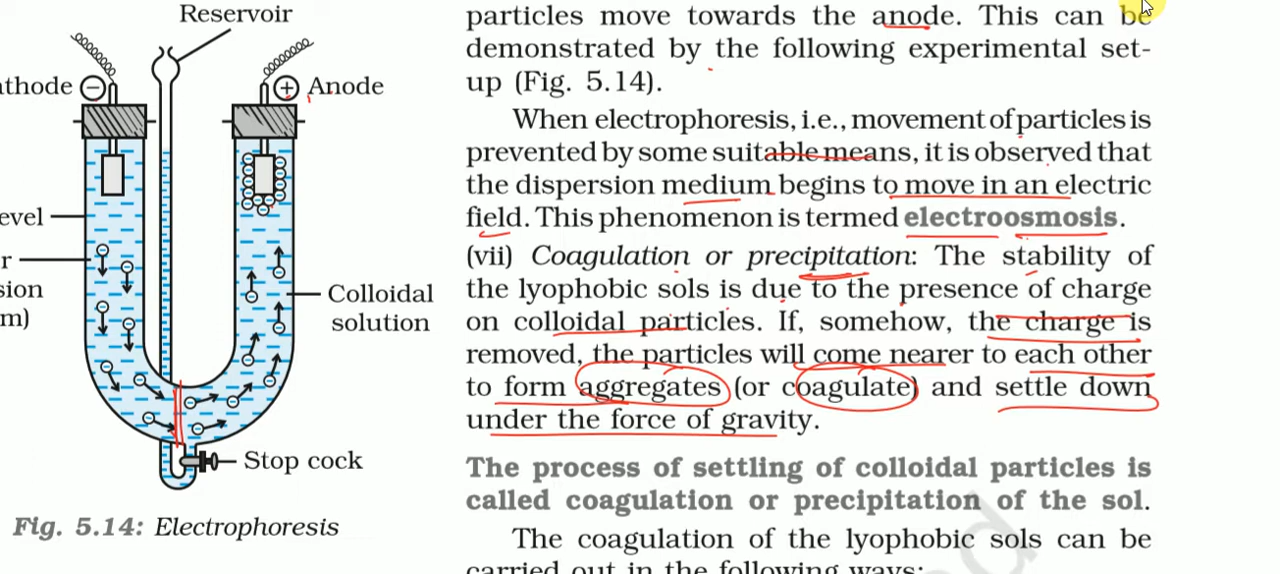 Reservoir
athode
Anode
evel
r
sion
m)
Colloidal
solution
Stop cock
Fig. 5.14: Electrophoresis
particles move towards the anode. This can be
demonstrated by the following experimental set-
up (Fig. 5.14).
When electrophoresis, i.e., movement of particles is
prevented by some suitable means, it is observed that
the dispersion medium begins to move in an electric
field. This phenomenon is termed electroosmosis.
(vii) Coagulation or precipitation: The stability of
the lyophobic sols is due to the presence of charge
on colloidal particles. If, somehow, the charge is
removed, the particles will come nearer to each other
to form aggregates (or coagulate) and settle down
under the force of gravity.
The process of settling of colloidal particles is
called coagulation or precipitation of the sol.
The coagulation of the lyophobic sols can be
carried out in the following ways: